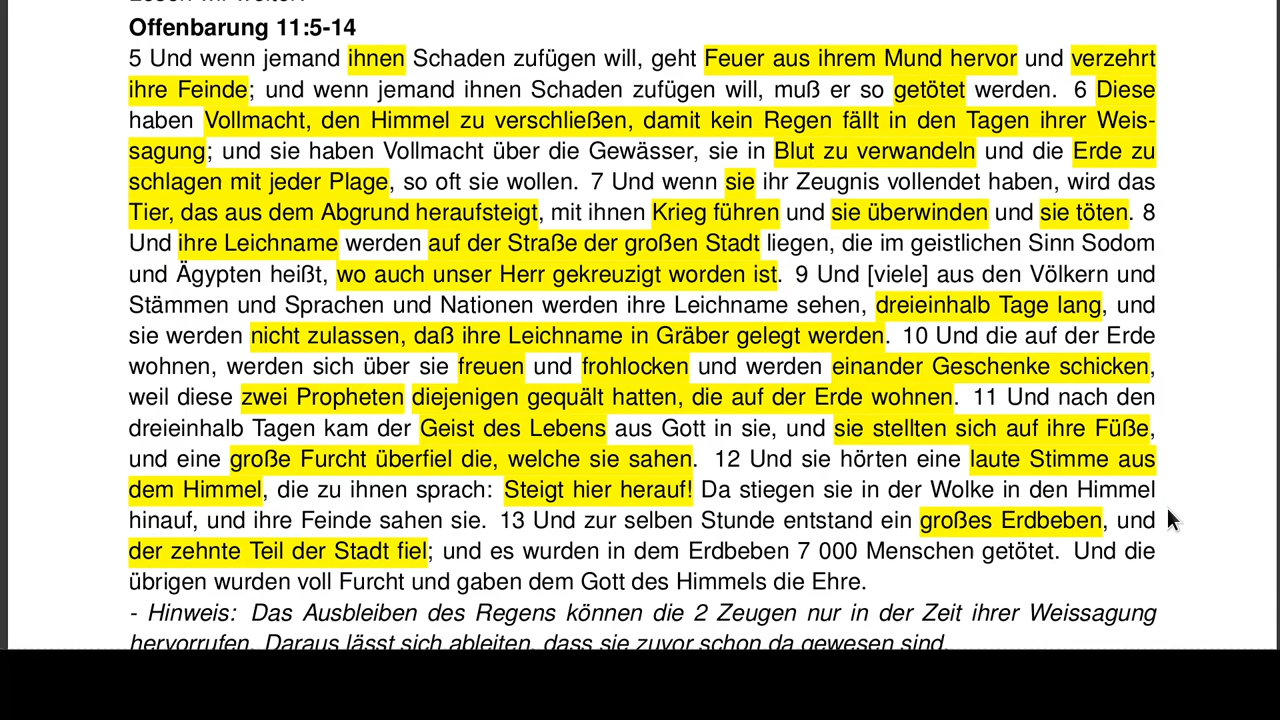 Lesen wir weiter:
Offenbarung 11:5-14
5 Und wenn jemand ihnen Schaden zufügen will, geht Feuer aus ihrem Mund hervor und verzehrt
ihre Feinde; und wenn jemand ihnen Schaden zufügen will, muß er so getötet werden. 6 Diese
haben Vollmacht, den Himmel zu verschließen, damit kein Regen fällt in den Tagen ihrer Weis-
sagung; und sie haben Vollmacht über die Gewässer, sie in Blut zu verwandeln und die Erde zu
schlagen mit jeder Plage, so oft sie wollen. 7 Und wenn sie ihr Zeugnis vollendet haben, wird das
Tier, das aus dem Abgrund heraufsteigt, mit ihnen Krieg führen und sie überwinden und sie töten. 8
Und ihre Leichname werden auf der Straße der großen Stadt liegen, die im geistlichen Sinn Sodom
und Ägypten heißt, wo auch unser Herr gekreuzigt worden ist. 9 Und [viele] aus den Völkern und
Stämmen und Sprachen und Nationen werden ihre Leichname sehen, dreieinhalb Tage lang, und
sie werden nicht zulassen, daß ihre Leichname in Gräber gelegt werden. 10 Und die auf der Erde
wohnen, werden sich über sie freuen und frohlocken und werden einander Geschenke schicken,
weil diese zwei Propheten diejenigen gequält hatten, die auf der Erde wohnen. 11 Und nach den
dreieinhalb Tagen kam der Geist des Lebens aus Gott in sie, und sie stellten sich auf ihre Füße,
und eine große Furcht überfiel die, welche sie sahen. 12 Und sie hörten eine laute Stimme aus
dem Himmel, die zu ihnen sprach: Steigt hier herauf! Da stiegen sie in der Wolke in den Himmel
hinauf, und ihre Feinde sahen sie. 13 Und zur selben Stunde entstand ein großes Erdbeben, und
der zehnte Teil der Stadt fiel; und es wurden in dem Erdbeben 7 000 Menschen getötet. Und die
übrigen wurden voll Furcht und gaben dem Gott des Himmels die Ehre.
- Hinweis: Das Ausbleiben des Regens können die 2 Zeugen nur in der Zeit ihrer Weissagung
hervorrufen. Daraus lässt sich ableiten, dass sie zuvor schon da gewesen sind.